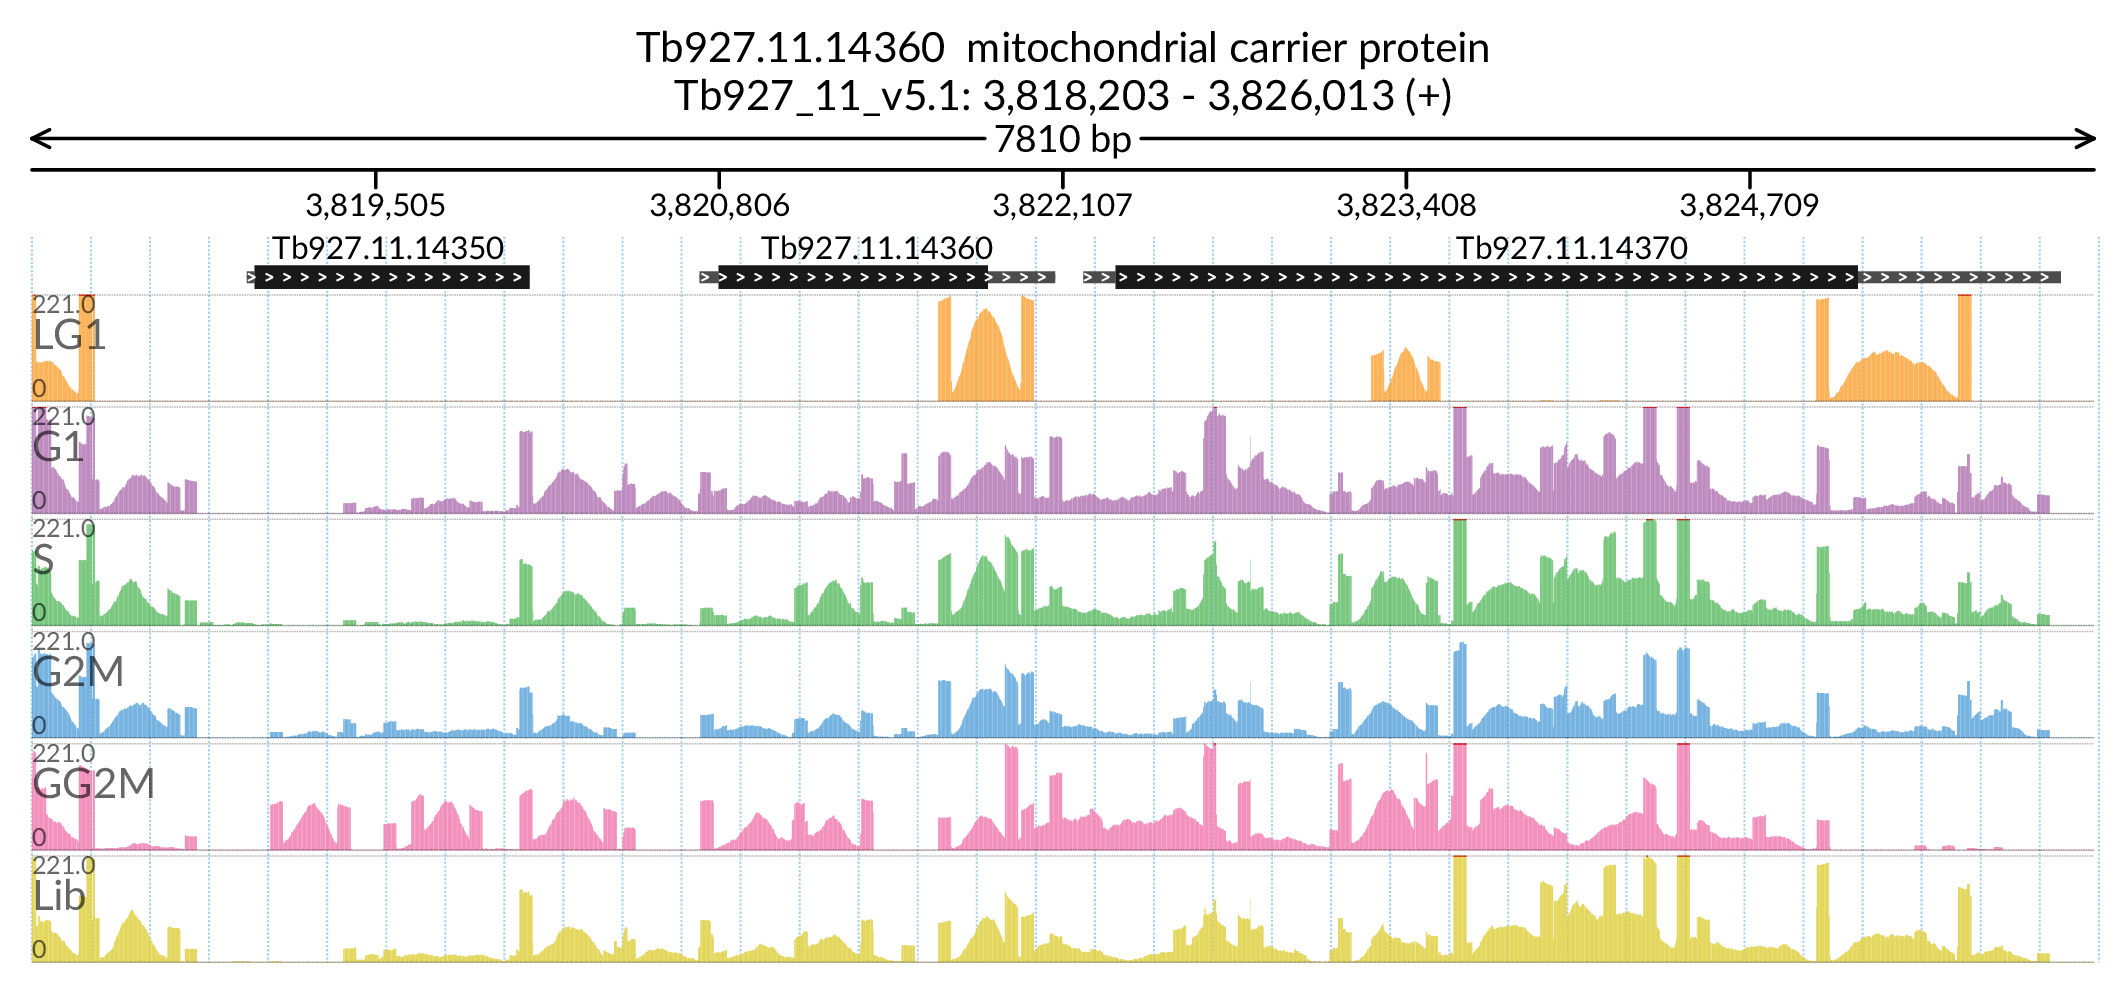 Tb927.11.14360 mitochondrial carrier protein
Tb927_11_v5.1: 3,818,203 - 3,826,013 (+)
7810 bp
3,819,505 3,820,806 3,822,107 3,823,408 3,824,709
Tb927.11.14350 Tb927.11.14360 Tb927.11.14370
221.0
LG1
0
221.0
G1
0
221.0
S
0
221.0
G2M
0
221.0
GG2M
0
221.0
Lib
0